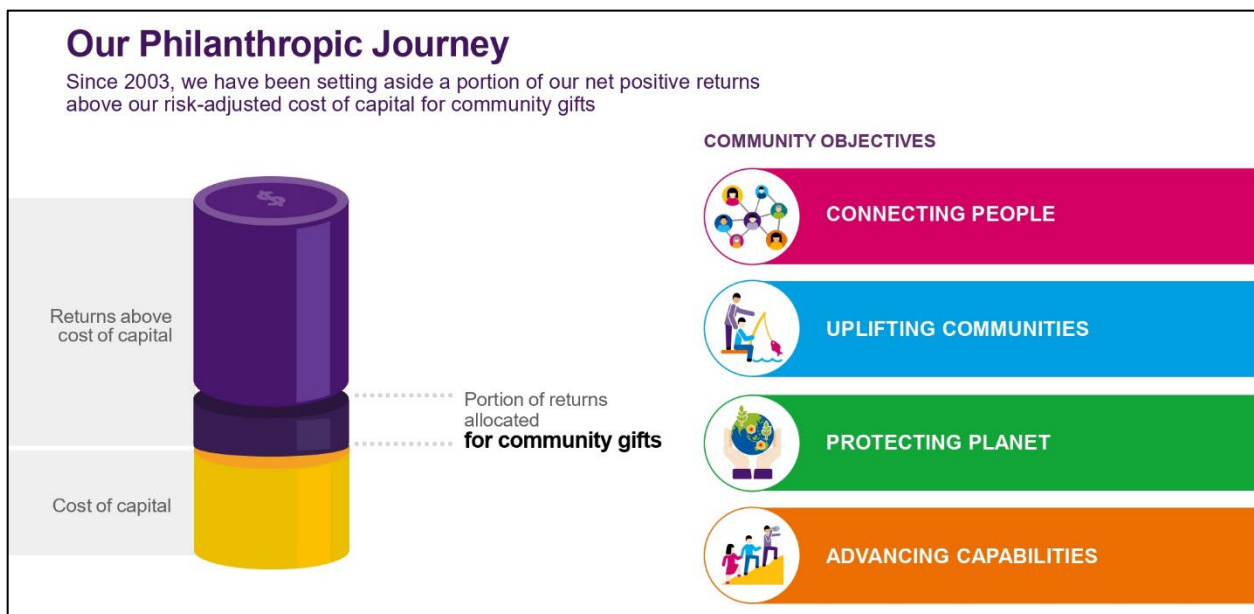 Our Philanthropic Journey
Since 2003, we have been setting aside a portion of our net positive returns
above our risk-adjusted cost of capital for community gifts
$
Returns above
cost of capital
Portion of returns
allocated
for community gifts
Cost of capital
COMMUNITY OBJECTIVES
CONNECTING PEOPLE
UPLIFTING COMMUNITIES
PROTECTING PLANET
ADVANCING CAPABILITIES